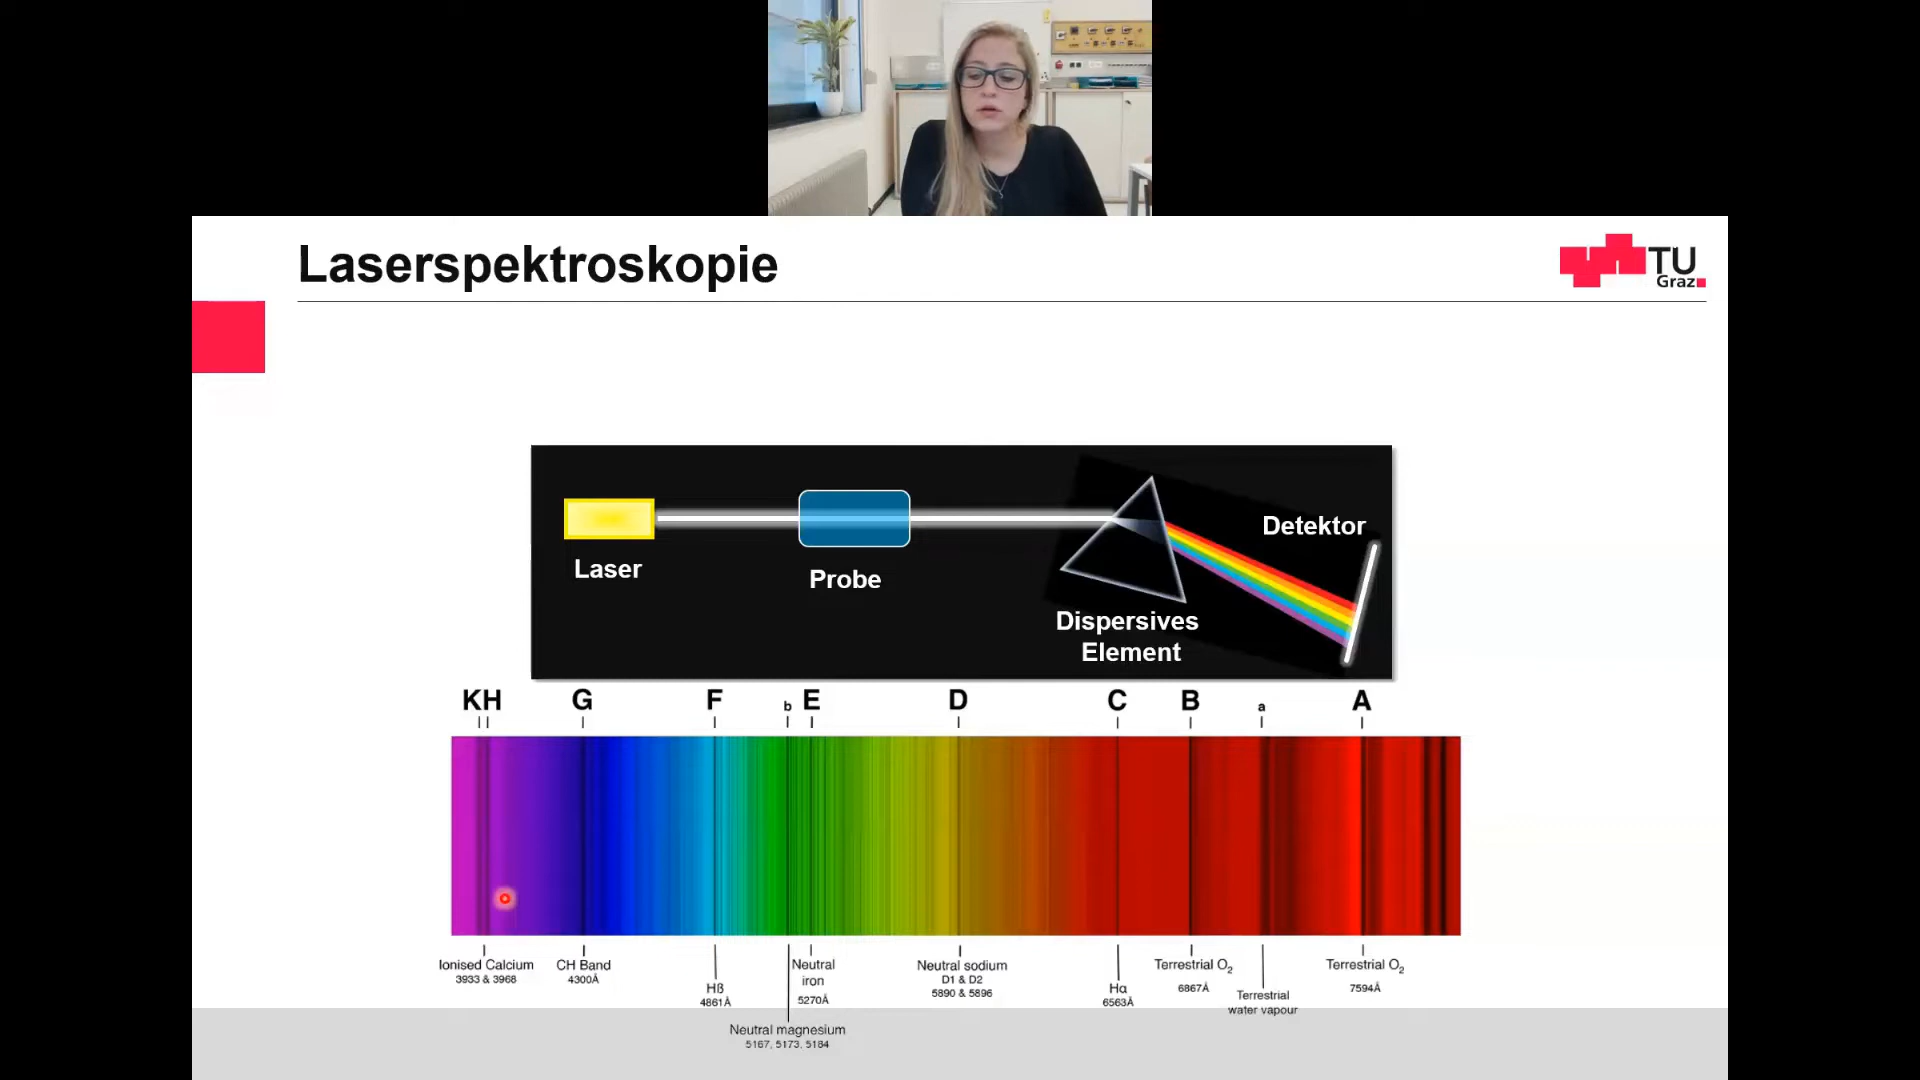 Laserspektroskopie
TU
Graz
Laser
Probe
Dispersives
Element
Detektor
KH G F b E D C B a A
Ionised Calcium
3933 & 3968
CH Band
4300Å
Hß
4861Å
Neutral magnesium
5167, 5173, 5184
Neutral
iron
5270Å
Neutral sodium
D1 & D2
5890 & 5896
Hα
6563Å
Terrestrial O2
6867Å
Terrestrial
water vapour
Terrestrial O2
7594Å